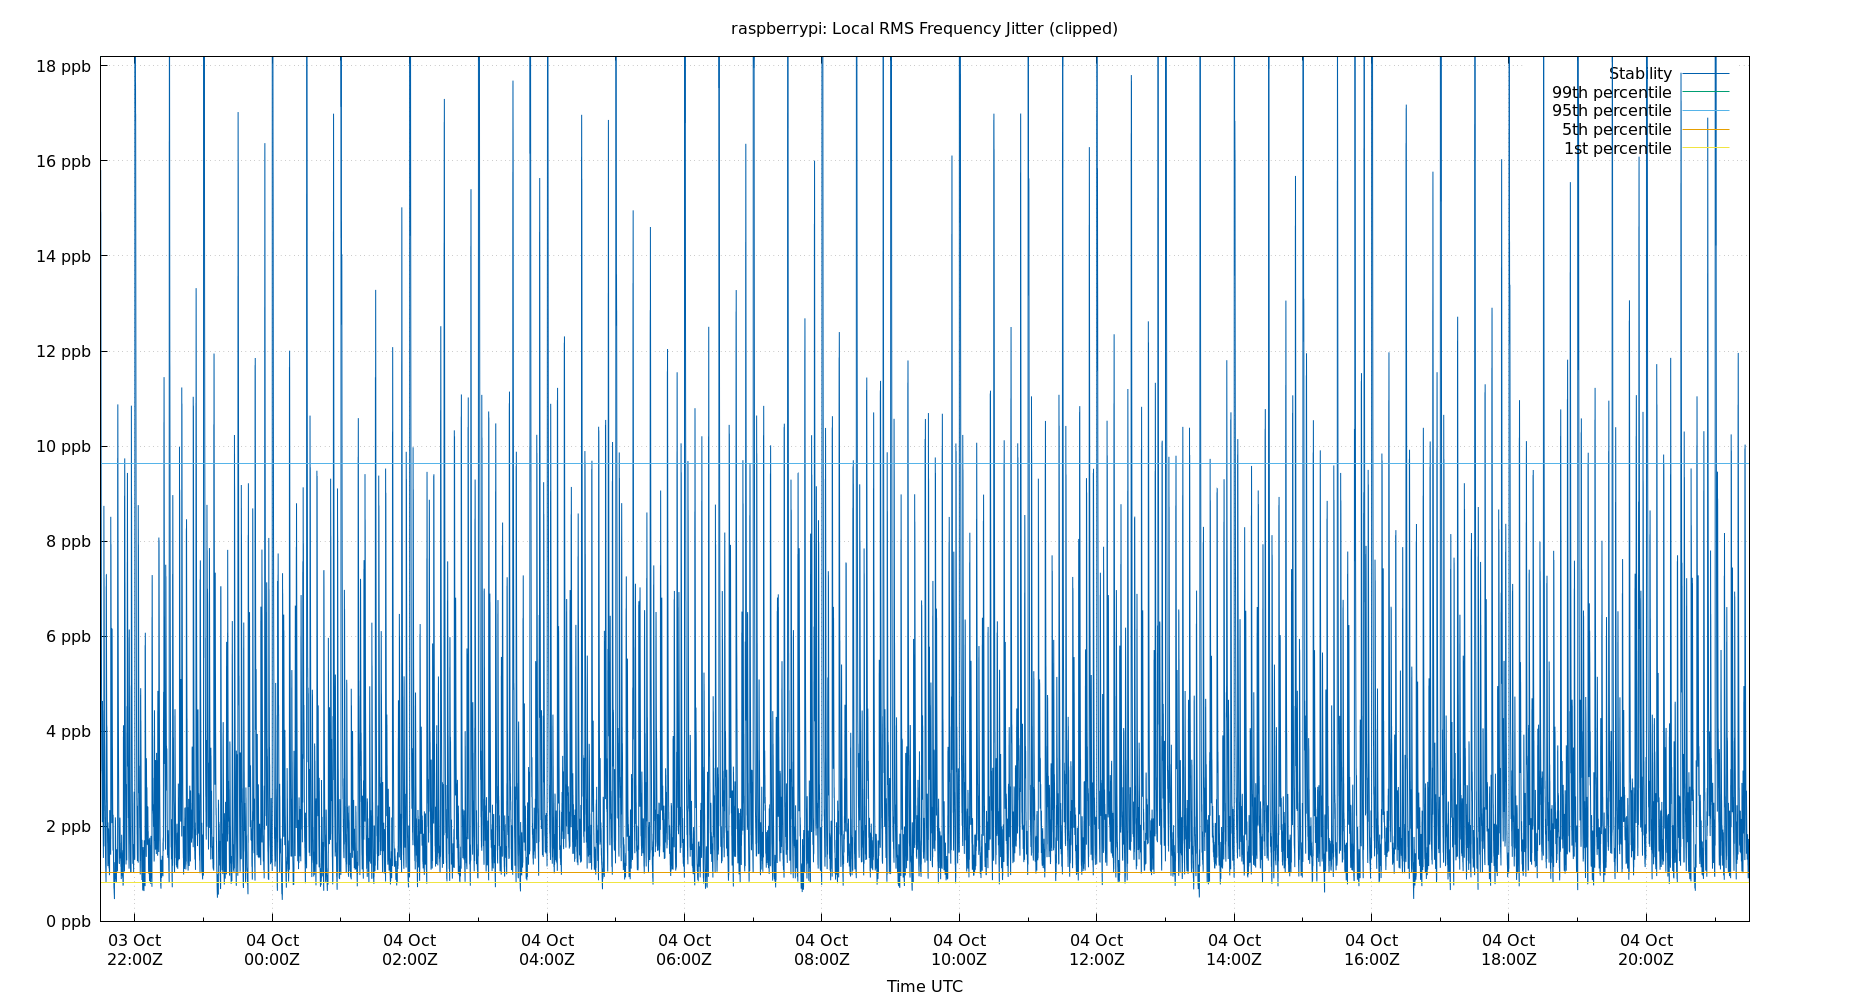 raspberrypi: Local RMS Frequency Jitter (clipped)
18 ppb
16 ppb
14 ppb
12 ppb
10 ppb
8 ppb
6 ppb
4 ppb
2 ppb
0 ppb
Stability
99th percentile
95th percentile
5th percentile
1st percentile
03 Oct 04 Oct 04 Oct 04 Oct 04 Oct 04 Oct 04 Oct 04 Oct 04 Oct 04 Oct 04 Oct 04 Oct
22:00Z 00:00Z 02:00Z 04:00Z 06:00Z 08:00Z 10:00Z 12:00Z 14:00Z 16:00Z 18:00Z 20:00Z
Time UTC